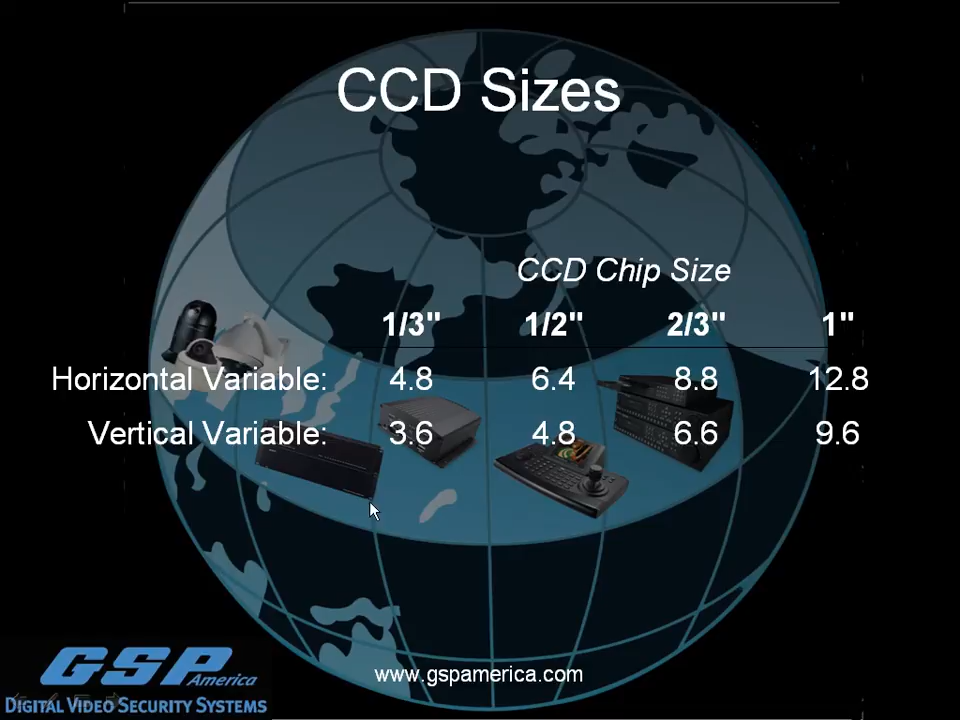 CCD Sizes
CCD Chip Size
1/3" 1/2" 2/3" 1"
Horizontal Variable: 4.8 6.4 8.8 12.8
Vertical Variable: 3.6 4.8 6.6 9.6
www.gspamerica.com
GSP America
DIGITAL VIDEO SECURITY SYSTEMS